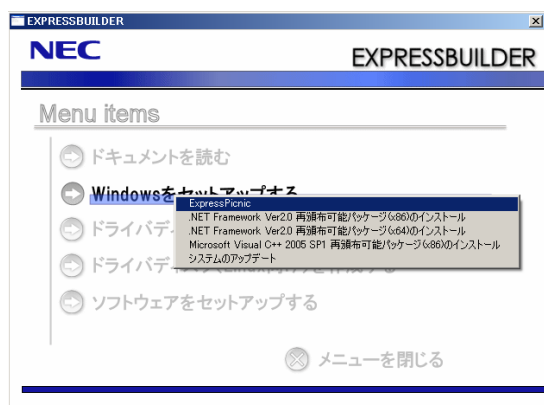 EXPRESSBUILDER
NEC
EXPRESSBUILDER
Menu items
ドキュメントを読む
Windowsをセットアップする
ExpressPicnic
.NET Framework Ver2.0 再頒布可能パッケージ(x86)のインストール
.NET Framework Ver2.0 再頒布可能パッケージ(x64)のインストール
Microsoft Visual C++ 2005 SP1 再頒布可能パッケージ(x86)のインストール
システムのアップデート
ドライバデ
ドライバデ
する
ソフトウェアをセットアップする
メニューを閉じる